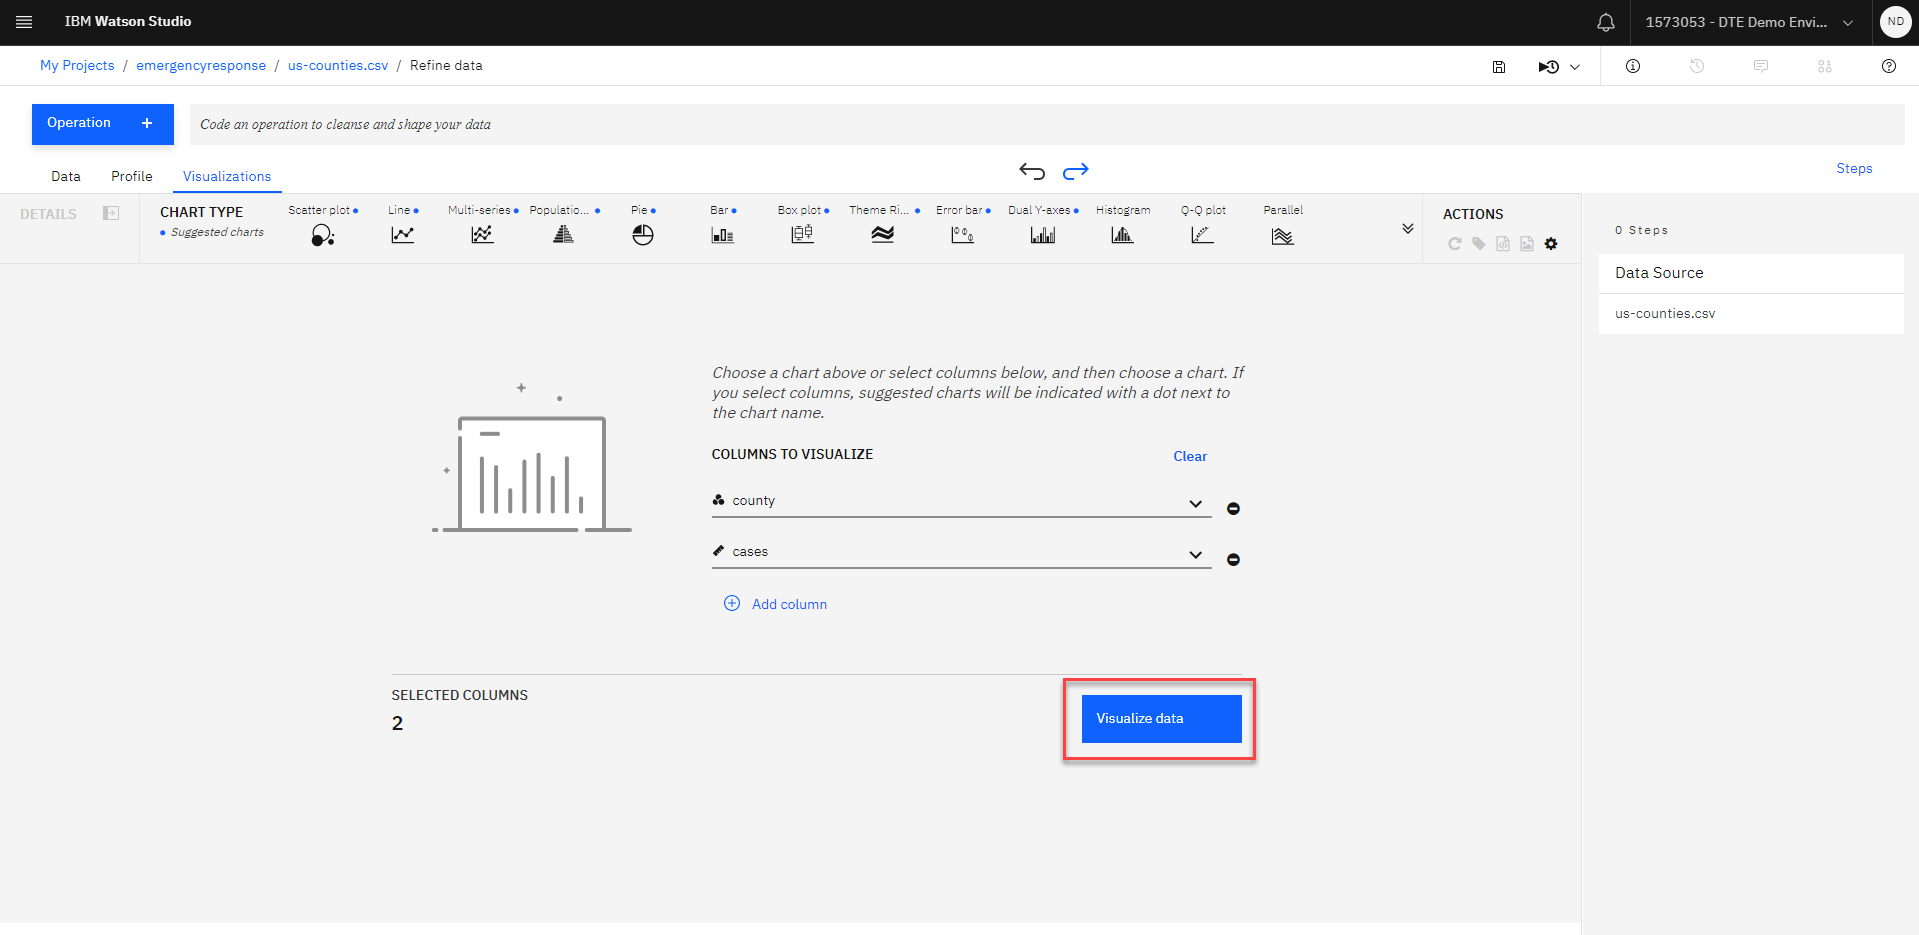 IBM Watson Studio
1573053 - DTE Demo Envi...
ND
My Projects / emergencyresponse / us-counties.csv / Refine data
Operation +
Code an operation to cleanse and shape your data
Data Profile Visualizations
Steps
DETAILS
CHART TYPE
Suggested charts
Scatter plot Line Multi-series Populatio... Pie Bar Box plot Theme Ri... Error bar Dual Y-axes Histogram Q-Q plot Parallel
ACTIONS
0 Steps
Data Source
us-counties.csv
Choose a chart above or select columns below, and then choose a chart. If
you select columns, suggested charts will be indicated with a dot next to
the chart name.
COLUMNS TO VISUALIZE Clear
county
cases
Add column
SELECTED COLUMNS
2
Visualize data